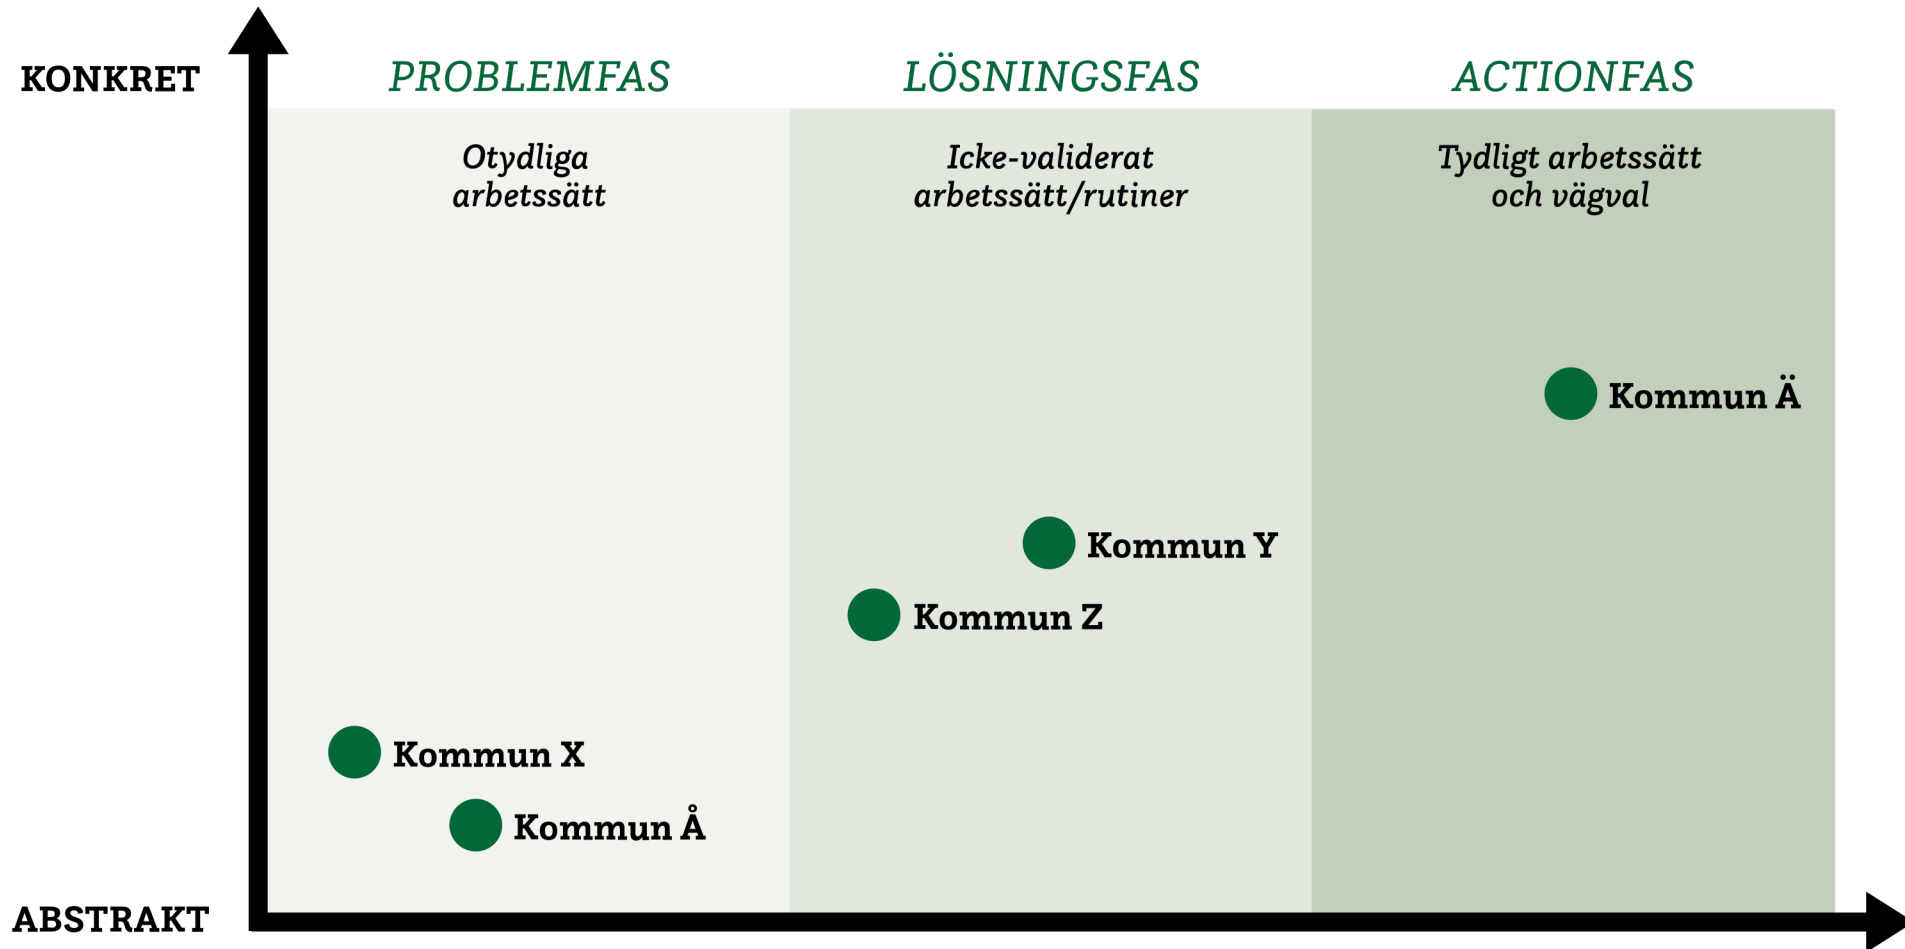 KONKRET
PROBLEMFAS
LÖSNINGSFAS
ACTIONFAS
Otydliga
arbetssätt
Icke-validerat
arbetssätt/rutiner
Tydligt arbetssätt
och vägval
Kommun Ä
Kommun Y
Kommun Z
Kommun X
Kommun Å
ABSTRAKT